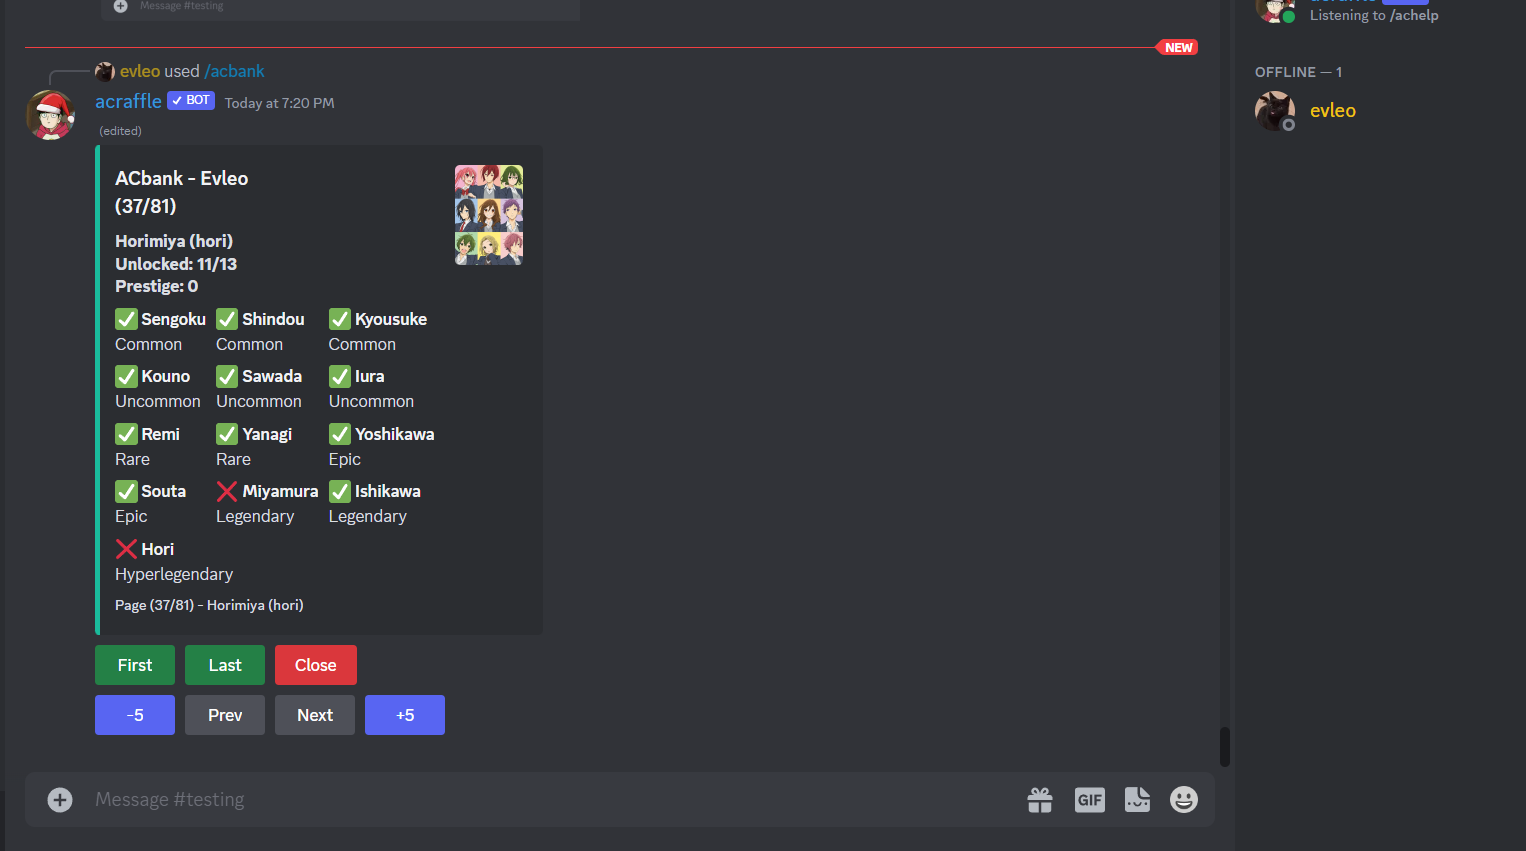 Message #testing
NEW
evleo used /acbank
acraffle ✓ BOT Today at 7:20 PM
(edited)
ACbank - Evleo
(37/81)
Horimiya (hori)
Unlocked: 11/13
Prestige: 0
✅ Sengoku ✅ Shindou ✅ Kyousuke
Common Common Common
✅ Kouno ✅ Sawada ✅ Iura
Uncommon Uncommon Uncommon
✅ Remi ✅ Yanagi ✅ Yoshikawa
Rare Rare Epic
✅ Souta ❌ Miyamura ✅ Ishikawa
Epic Legendary Legendary
❌ Hori
Hyperlegendary
Page (37/81) - Horimiya (hori)
First Last Close
-5 Prev Next +5
Message #testing
GIF
Listening to /achelp
OFFLINE — 1
evleo